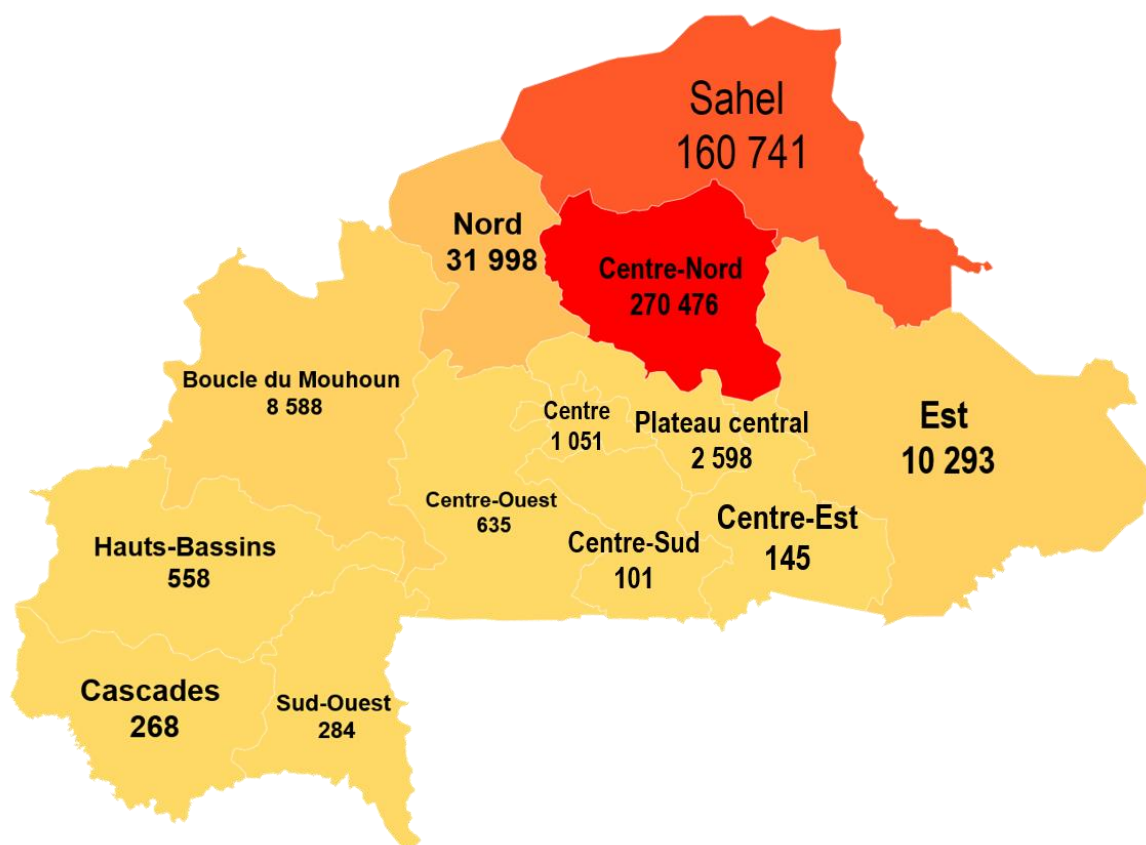 Sahel
160 741
Nord
31 998
Centre-Nord
270 476
Boucle du Mouhoun
8 588
Centre
1 051
Plateau central
2 598
Est
10 293
Centre-Ouest
635
Centre-Sud
101
Centre-Est
145
Hauts-Bassins
558
Cascades
268
Sud-Ouest
284